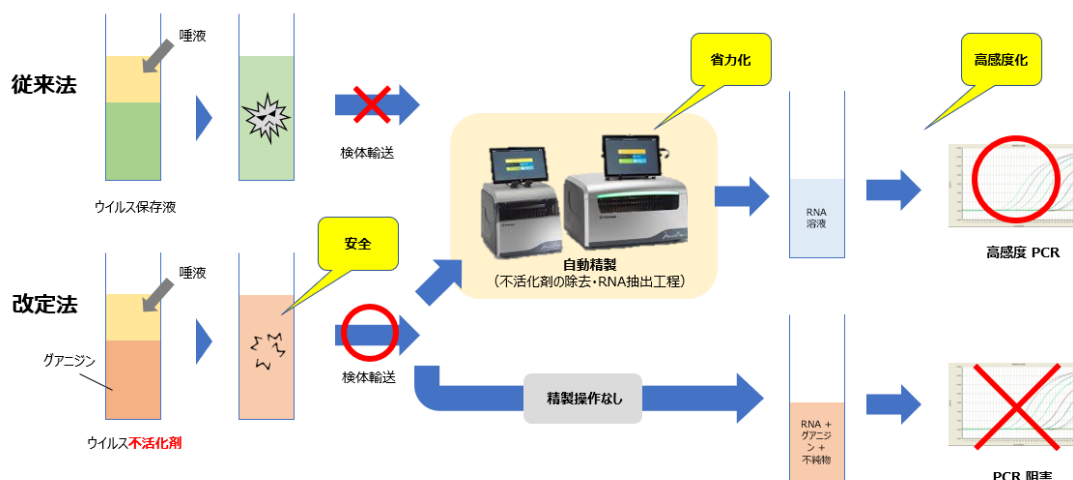 従来法
唾液
ウイルス保存液
検体輸送
省力化
高感度化
自動精製
(不活化剤の除去・RNA抽出工程)
RNA
溶液
高感度 PCR
改定法
唾液
グアニジン
ウイルス不活化剤
安全
検体輸送
精製操作なし
RNA +
グアニジ
ン +
不純物
PCR 阻害